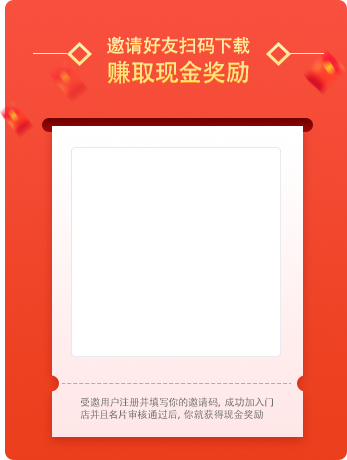 邀请好友扫码下载
赚取现金奖励
受邀用户注册并填写你的邀请码, 成功加入门
店并且名片审核通过后, 你就获得现金奖励